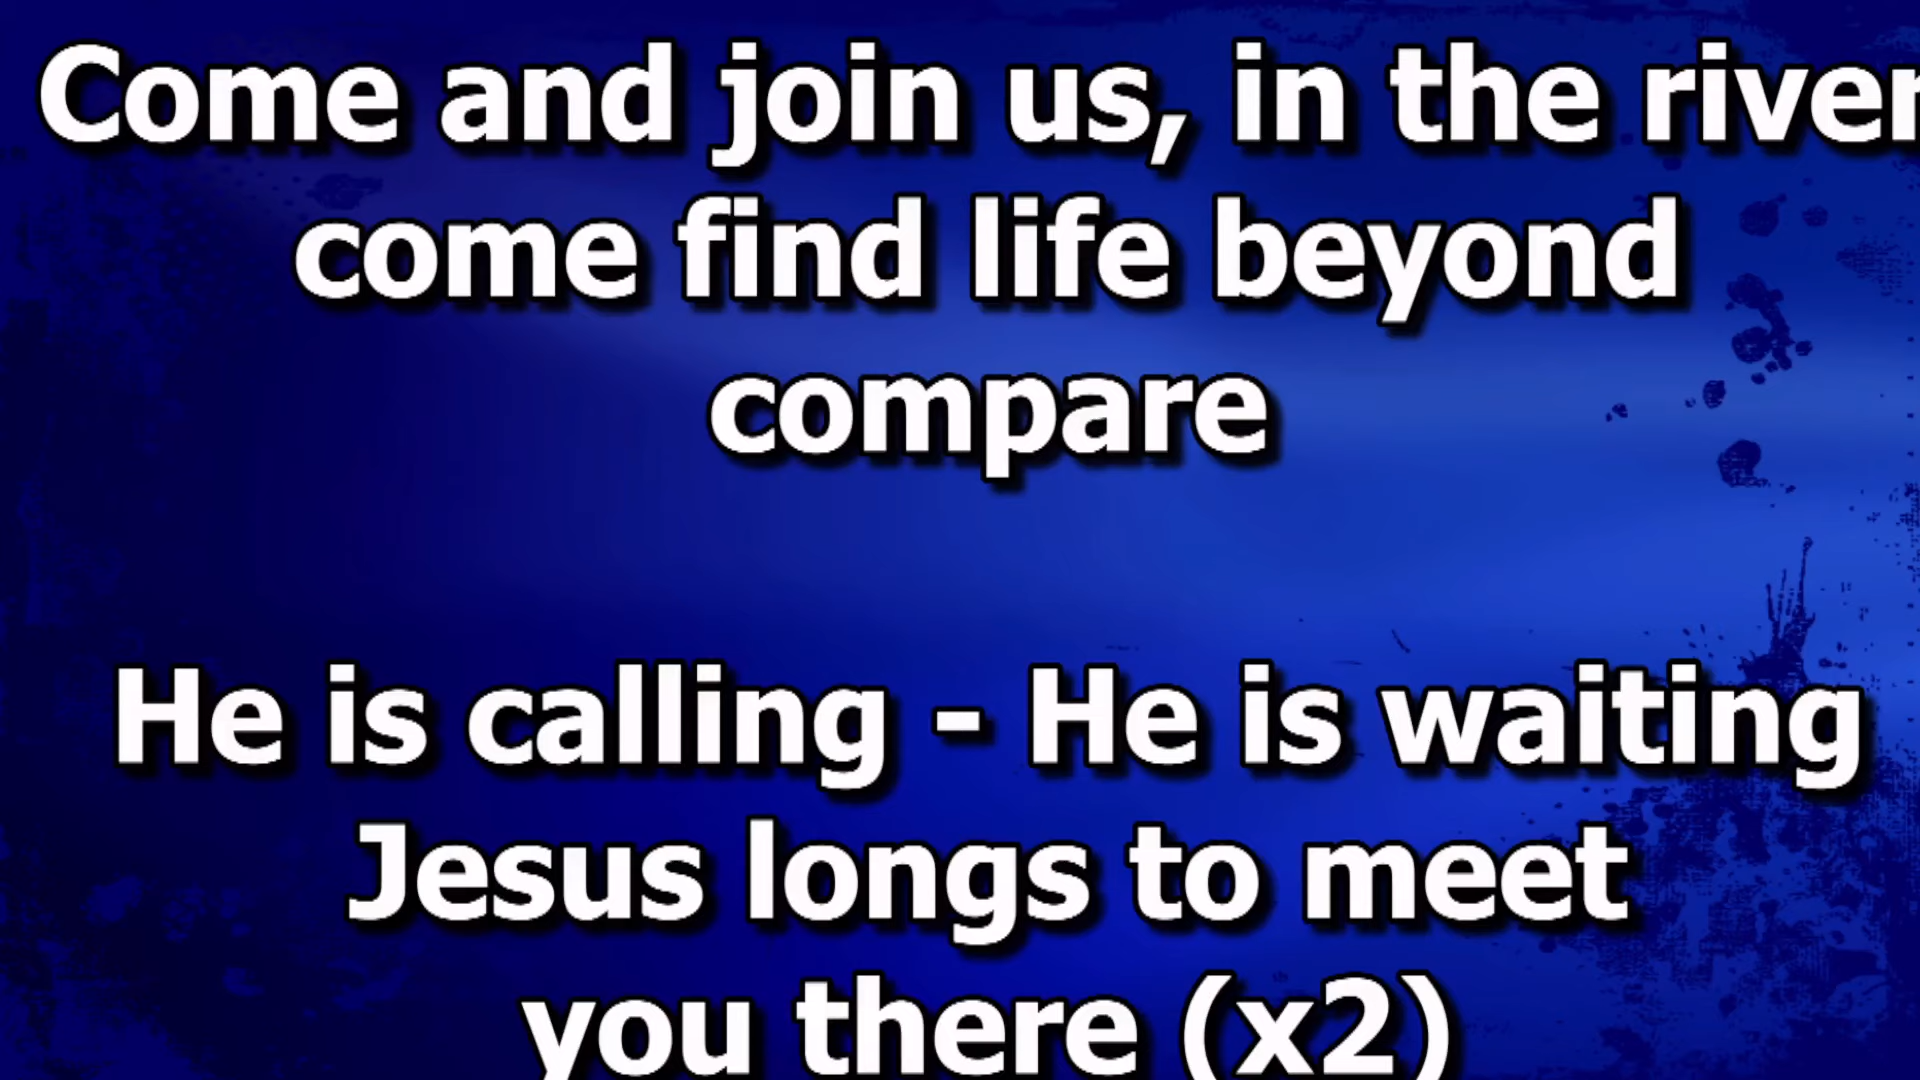 Come and join us, in the river
come find life beyond
compare
He is calling - He is waiting
Jesus longs to meet
you there (x2)